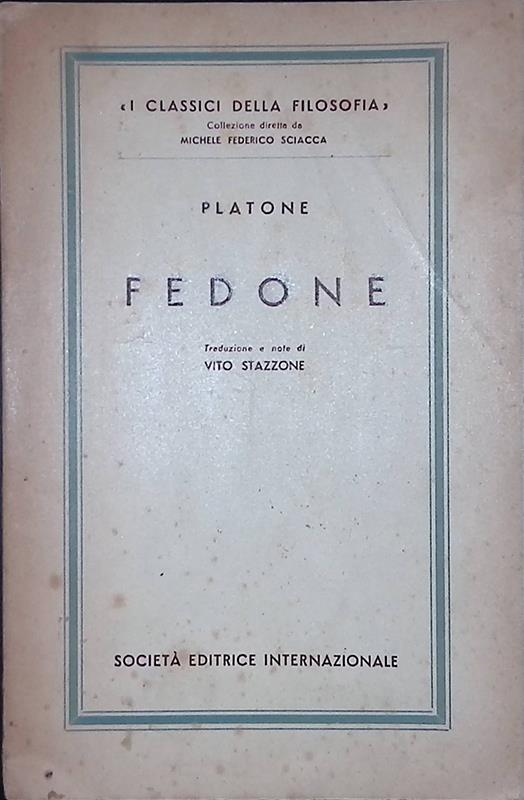 «I CLASSICI DELLA FILOSOFIA»
Collezione diretta da
MICHELE FEDERICO SCIACCA
PLATONE
FEDONE
Traduzione e note di
VITO STAZZONE
SOCIETÀ EDITRICE INTERNAZIONALE